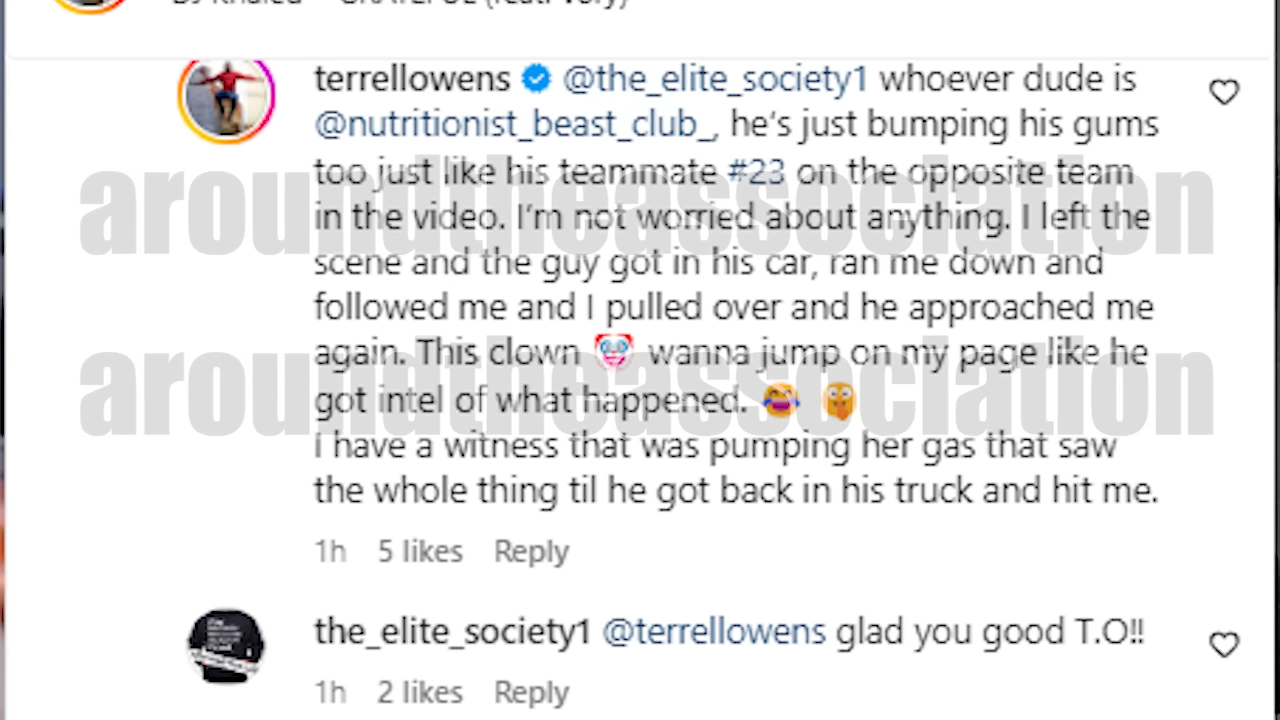 terrellowens @the_elite_society1 whoever dude is
@nutritionist_beast_club_, he's just bumping his gums
too just like his teammate #23 on the opposite team
in the video. I'm not worried about anything. I left the
scene and the guy got in his car, ran me down and
followed me and I pulled over and he approached me
again. This clown 🤡 wanna jump on my page like he
got intel of what happened. 😂 🫣
I have a witness that was pumping her gas that saw
the whole thing til he got back in his truck and hit me.
1h 5 likes Reply
the_elite_society1 @terrellowens glad you good T.O!!
1h 2 likes Reply
aroundtheassociation
aroundtheassociation